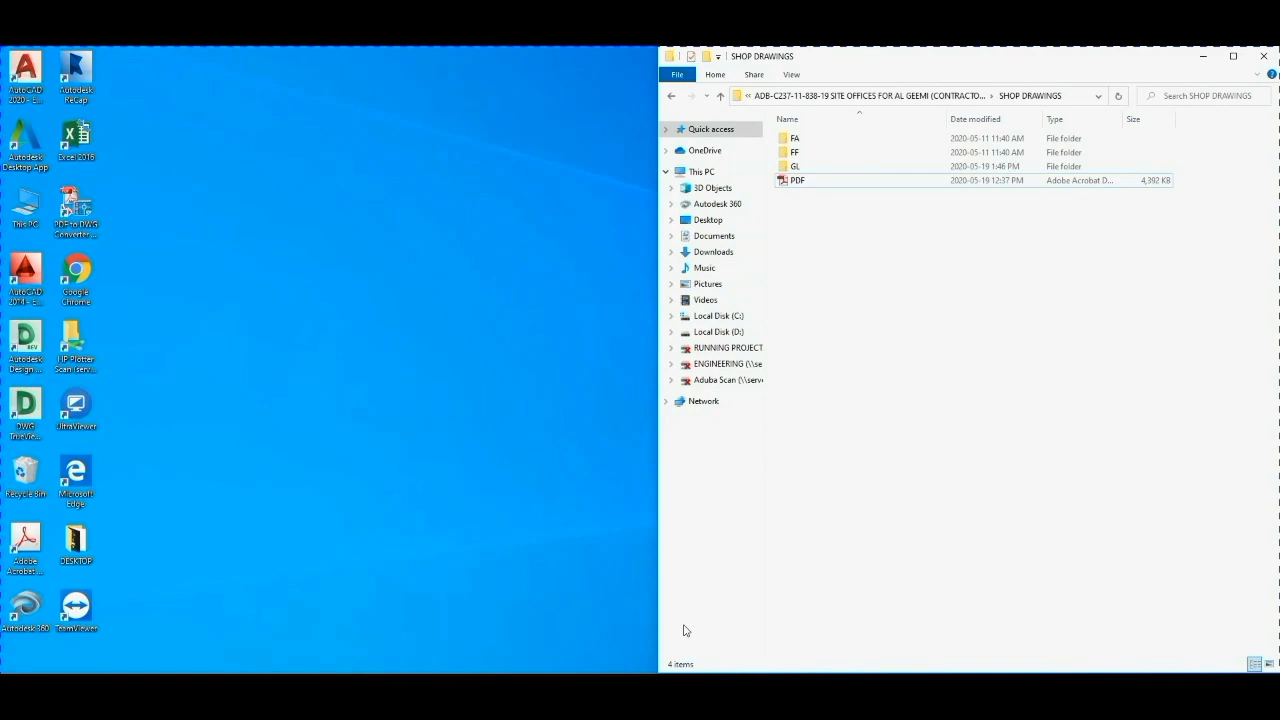 AutoCAD
2020 - E...
Autodesk
ReCap
Autodesk
Desktop App
Excel 2016
This PC
PDF to DWG
Converter...
AutoCAD
2014 - E...
Google
Chrome
Autodesk
Design ...
HP Plotter
Scan (serv...
DWG
TrueVie...
UltraViewer
Recycle Bin
Microsoft
Edge
Adobe
Acrobat ...
DESKTOP
Autodesk 360
TeamViewer
SHOP DRAWINGS
File Home Share View
« ADB-C237-11-838-19 SITE OFFICES FOR AL GEEMI (CONTRACTO... › SHOP DRAWINGS
Search SHOP DRAWINGS
Name Date modified Type Size
Quick access
OneDrive
This PC
3D Objects
Autodesk 360
Desktop
Documents
Downloads
Music
Pictures
Videos
Local Disk (C:)
Local Disk (D:)
RUNNING PROJECT
ENGINEERING (\\se
Aduba Scan (\\serve
Network
FA 2020-05-11 11:40 AM File folder
FF 2020-05-11 11:40 AM File folder
GL 2020-05-19 1:46 PM File folder
PDF 2020-05-19 12:37 PM Adobe Acrobat D... 4,392 KB
4 items